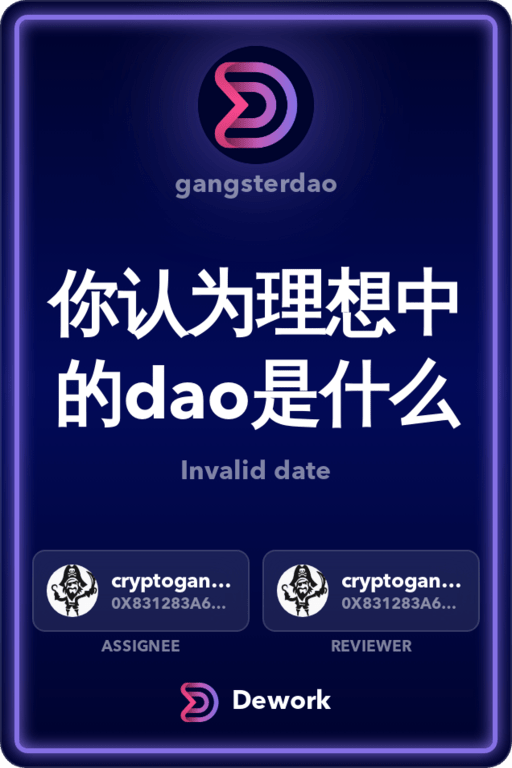 gangsterdao
你认为理想中
的dao是什么
Invalid date
cryptogan...
0X831283A6...
ASSIGNEE
cryptogan...
0X831283A6...
REVIEWER
Dework